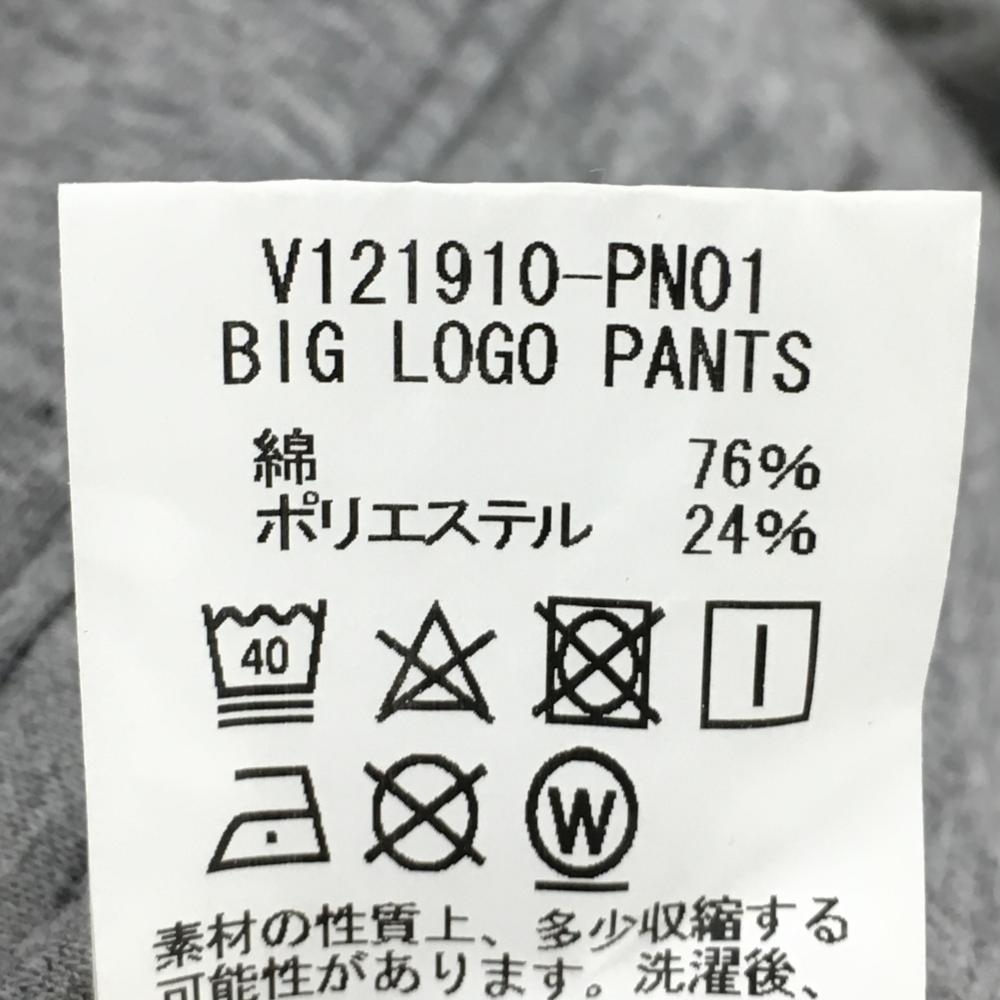 V121910-PN01
BIG LOGO PANTS
綿 76%
ポリエステル 24%
40
W
素材の性質上、多少収縮する
可能性があります。洗濯後、